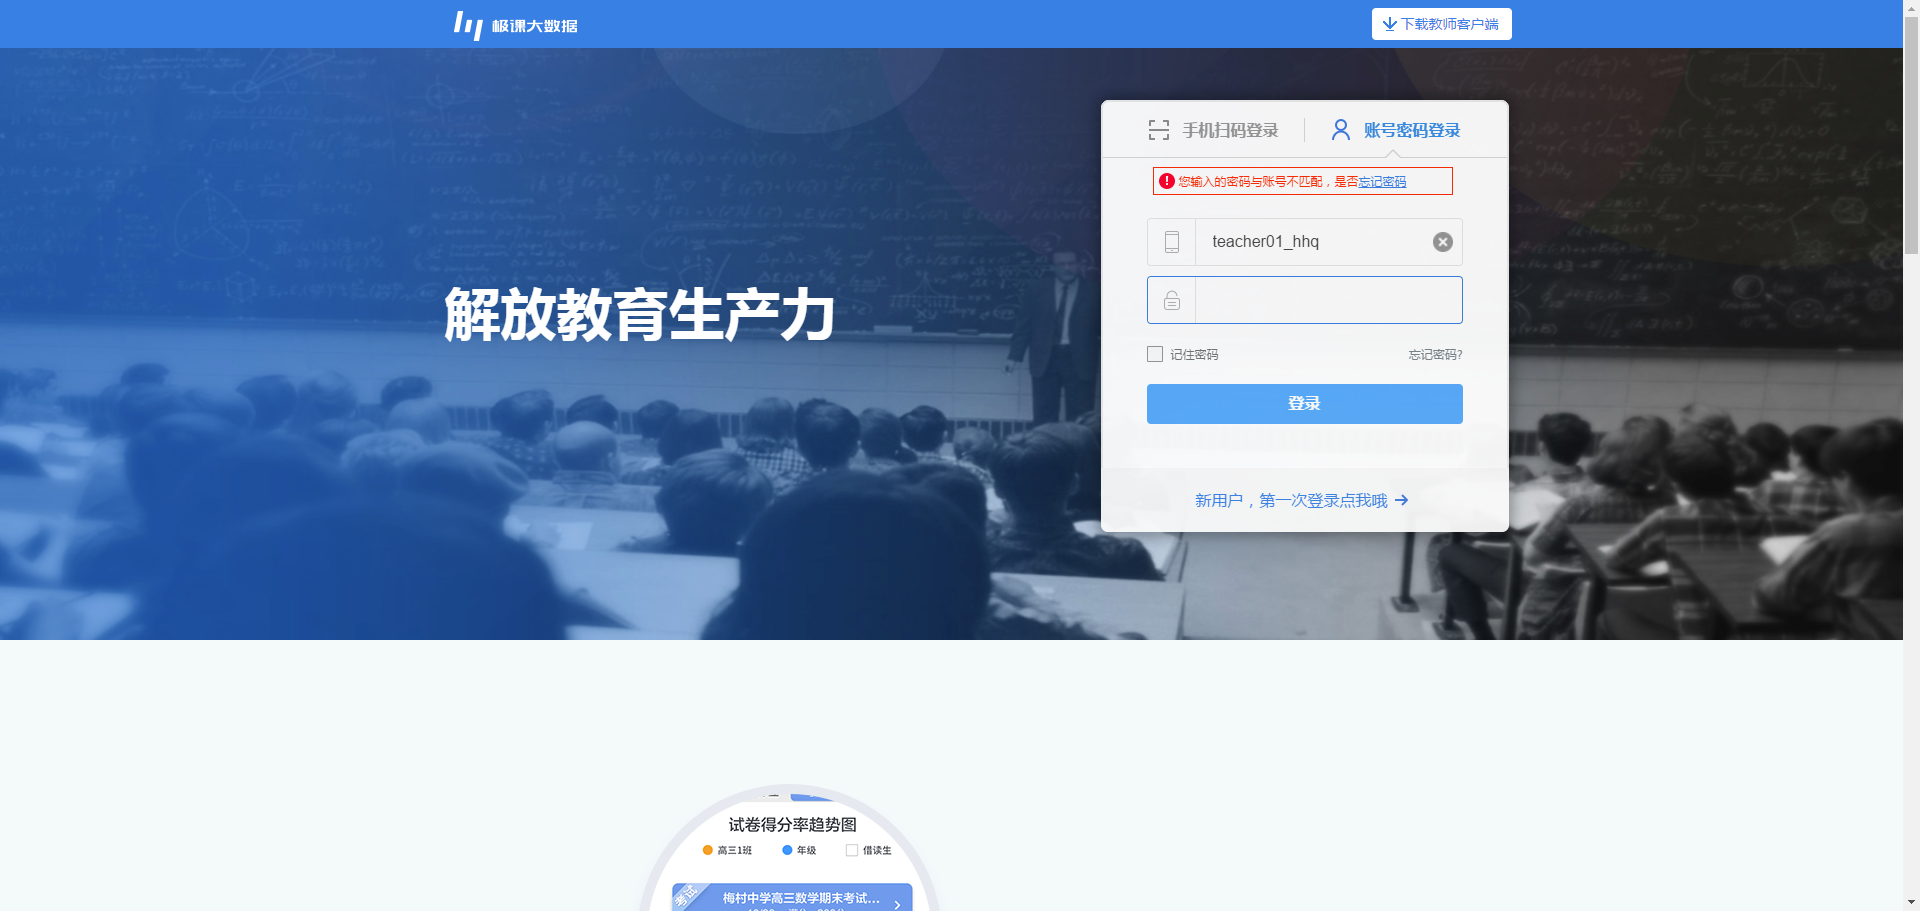 极课大数据
下载教师客户端
手机扫码登录
账号密码登录
您输入的密码与账号不匹配，是否忘记密码
teacher01_hhq
解放教育生产力
记住密码
忘记密码?
登录
新用户，第一次登录点我哦
试卷得分率趋势图
高三1班
年级
借读生
考试
梅村中学高三数学期末考试...